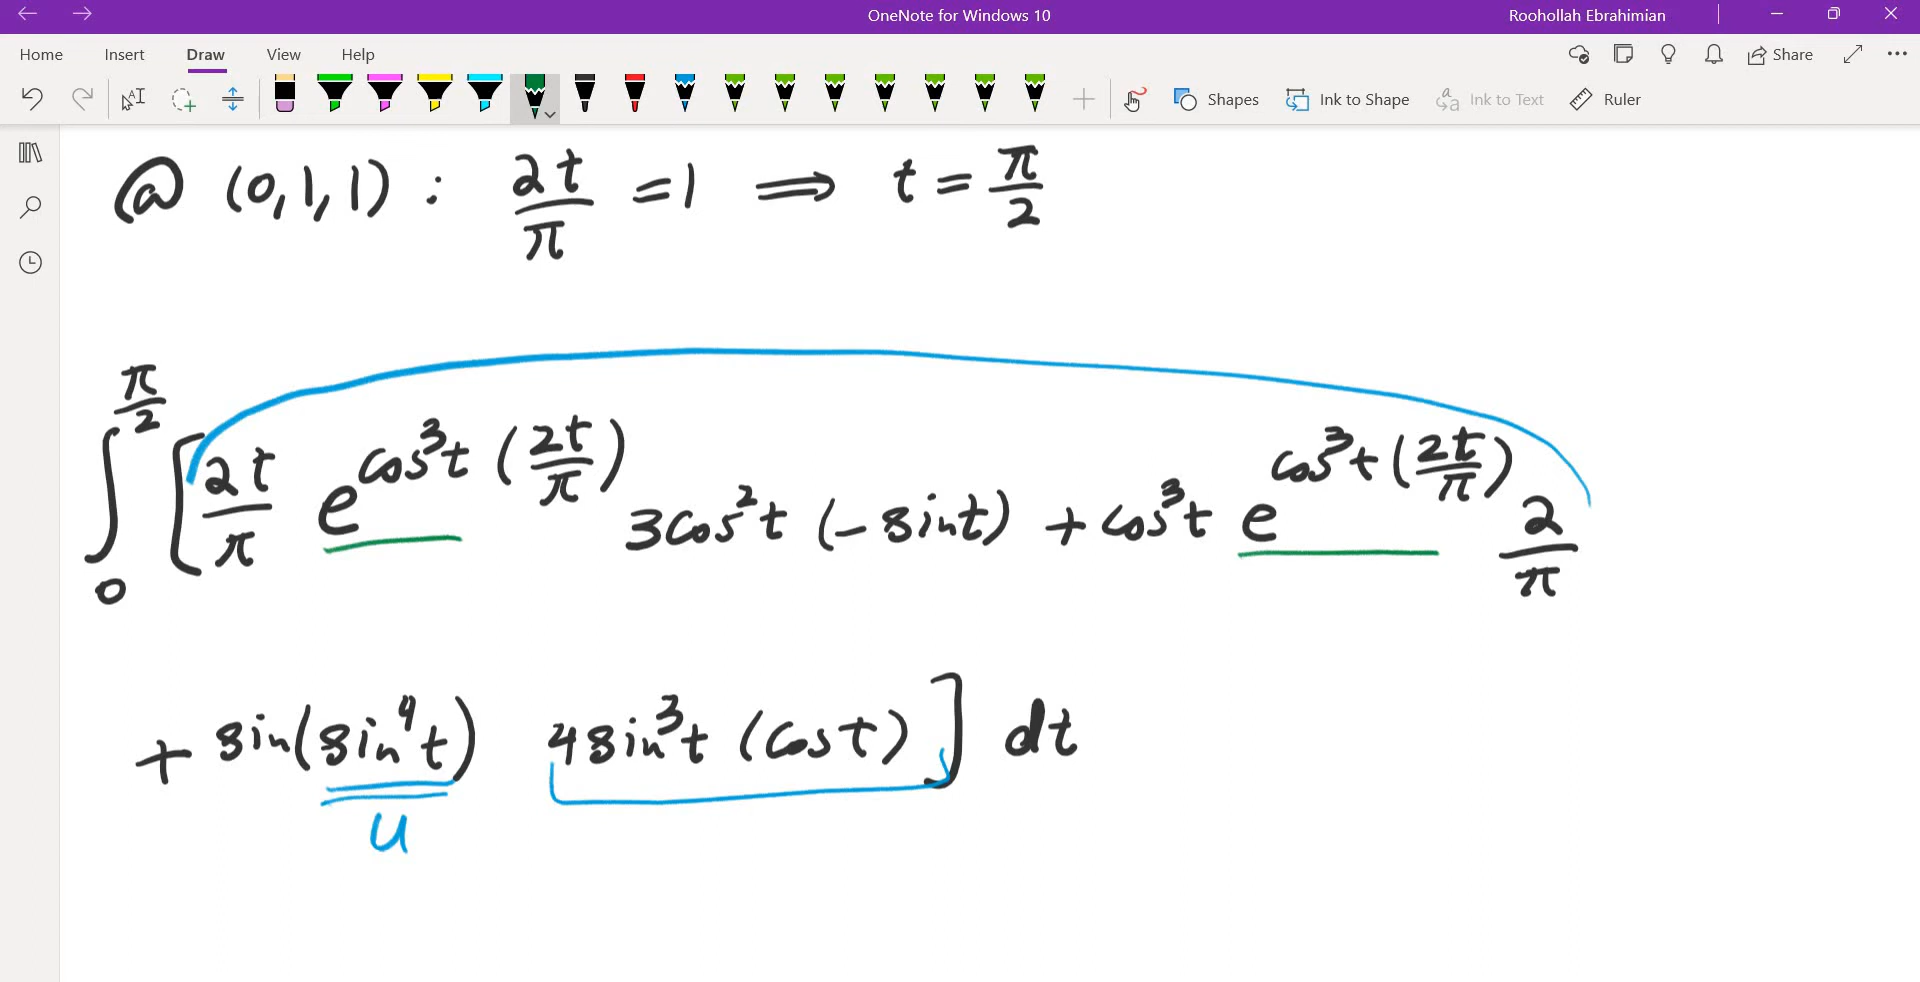 OneNote for Windows 10 Roohollah Ebrahimian
Home Insert Draw View Help Share
Shapes Ink to Shape Ink to Text Ruler
@ (0,1,1) : 2t/π = 1 ⟹ t = π/2
∫_0^{π/2} [ 2t/π e^{cos³t (2t/π)} 3cos²t (-sint) + cos³t e^{cos³t (2t/π)} 2/π
+ sin(sin⁴t) 4sin³t (cost) ] dt
u